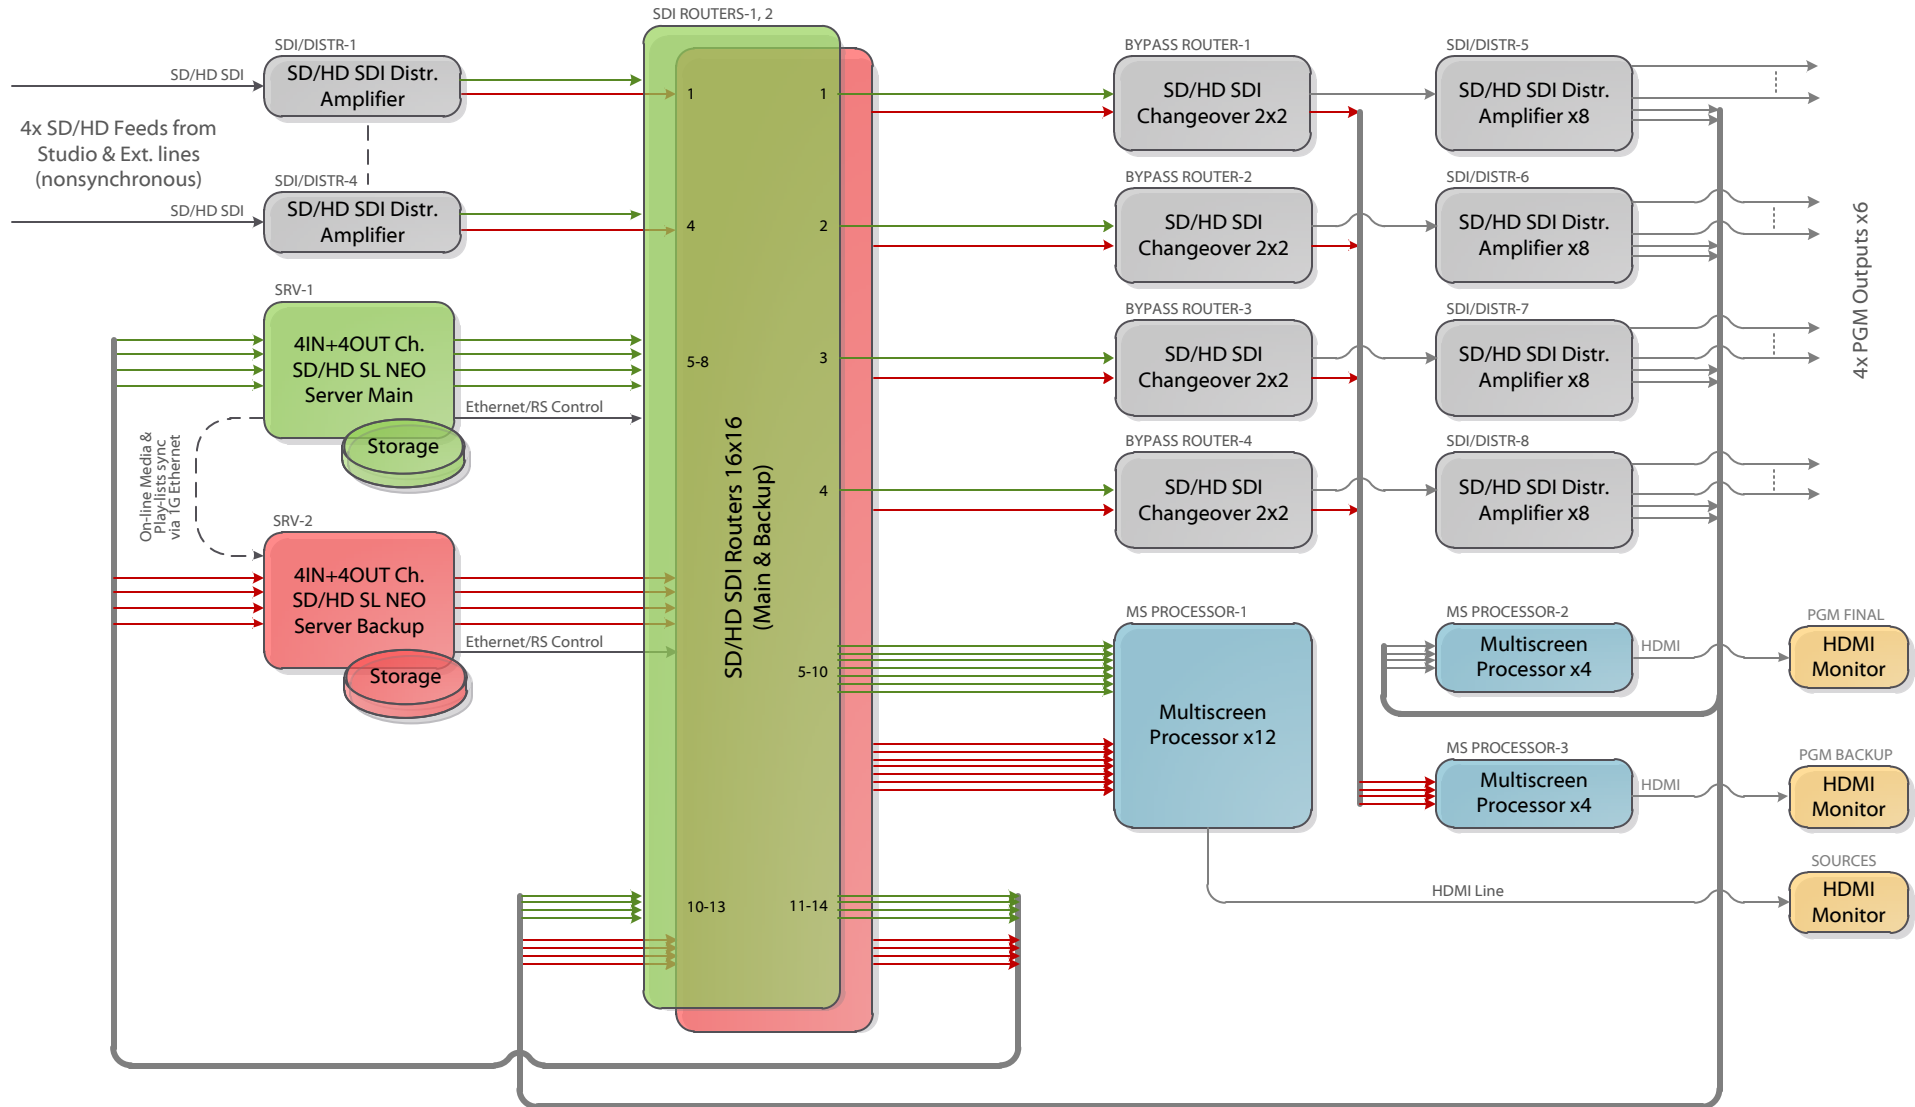 SDI ROUTERS-1, 2
SDI/DISTR-1
SD/HD SDI
SD/HD SDI Distr.
Amplifier
4x SD/HD Feeds from
Studio & Ext. lines
(nonsynchronous)
SDI/DISTR-4
SD/HD SDI
SD/HD SDI Distr.
Amplifier
SRV-1
4IN+4OUT Ch.
SD/HD SL NEO
Server Main
Storage
Ethernet/RS Control
On-line Media &
Play-lists sync
via 1G Ethernet
SRV-2
4IN+4OUT Ch.
SD/HD SL NEO
Server Backup
Storage
Ethernet/RS Control
1
4
5-8
10-13
SD/HD SDI Routers 16x16
(Main & Backup)
1
2
3
4
5-10
11-14
BYPASS ROUTER-1
SD/HD SDI
Changeover 2x2
BYPASS ROUTER-2
SD/HD SDI
Changeover 2x2
BYPASS ROUTER-3
SD/HD SDI
Changeover 2x2
BYPASS ROUTER-4
SD/HD SDI
Changeover 2x2
MS PROCESSOR-1
Multiscreen
Processor x12
SDI/DISTR-5
SD/HD SDI Distr.
Amplifier x8
SDI/DISTR-6
SD/HD SDI Distr.
Amplifier x8
SDI/DISTR-7
SD/HD SDI Distr.
Amplifier x8
SDI/DISTR-8
SD/HD SDI Distr.
Amplifier x8
4x PGM Outputs x6
MS PROCESSOR-2
Multiscreen
Processor x4
HDMI
PGM FINAL
HDMI
Monitor
MS PROCESSOR-3
Multiscreen
Processor x4
HDMI
PGM BACKUP
HDMI
Monitor
HDMI Line
SOURCES
HDMI
Monitor